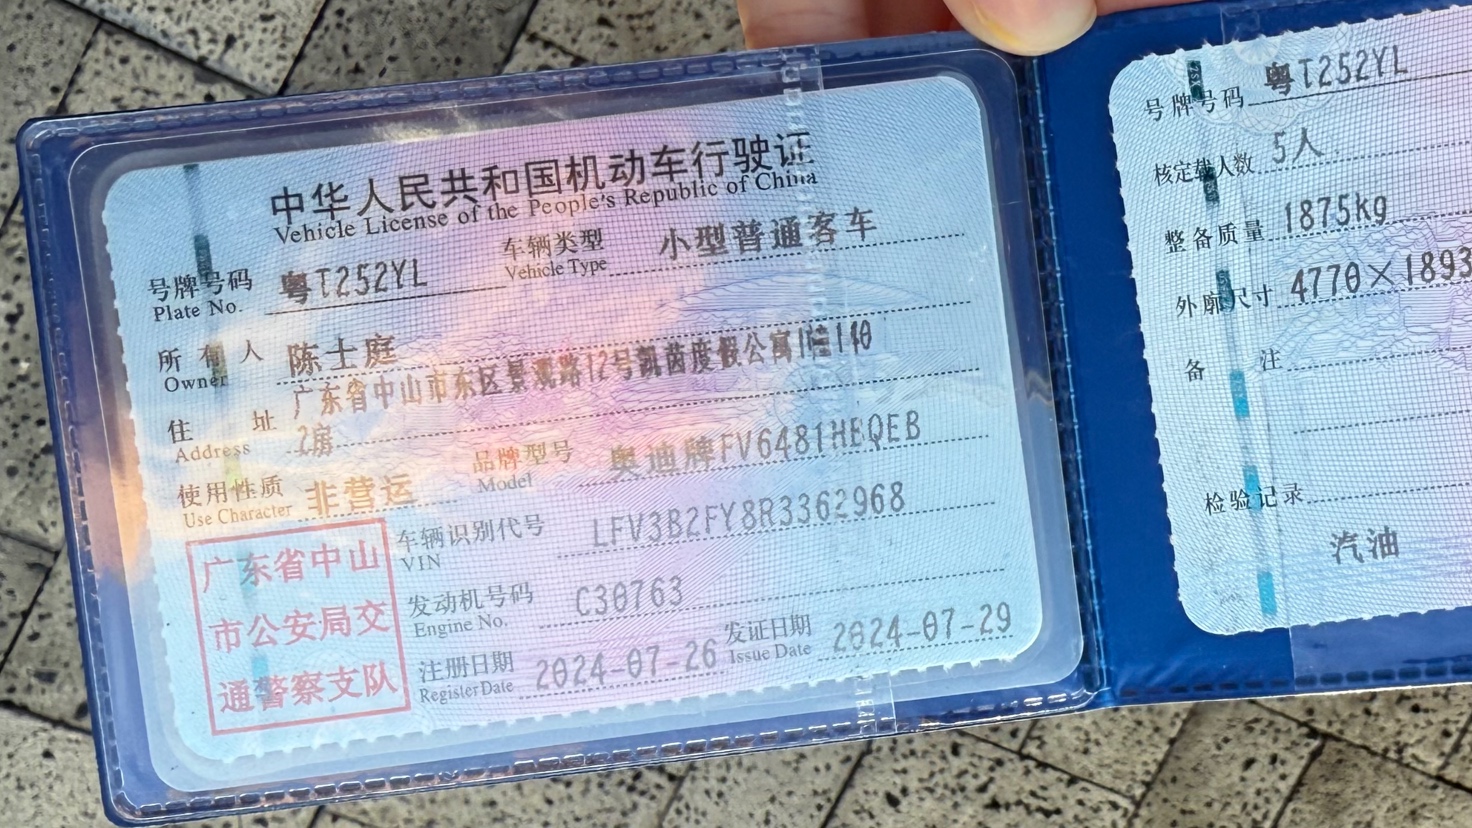 中华人民共和国机动车行驶证
Vehicle License of the People's Republic of China
号牌号码 粤T252YL 车辆类型 小型普通客车
Plate No. Vehicle Type
所有人 陈士庭
Owner
住址 广东省中山市东区景观路12号凯茵度假公寓1幢140
Address 2房
使用性质 非营运 品牌型号 奥迪牌FV6481HBQEB
Use Character Model
车辆识别代号 LFV3B2FY8R3362968
VIN
发动机号码 C30763
Engine No.
注册日期 2024-07-26 发证日期 2024-07-29
Register Date Issue Date
广东省中山
市公安局交
通警察支队
号牌号码 粤T252YL
核定载人数 5人
整备质量 1875kg
外廓尺寸 4770×1893
备注
检验记录
汽油